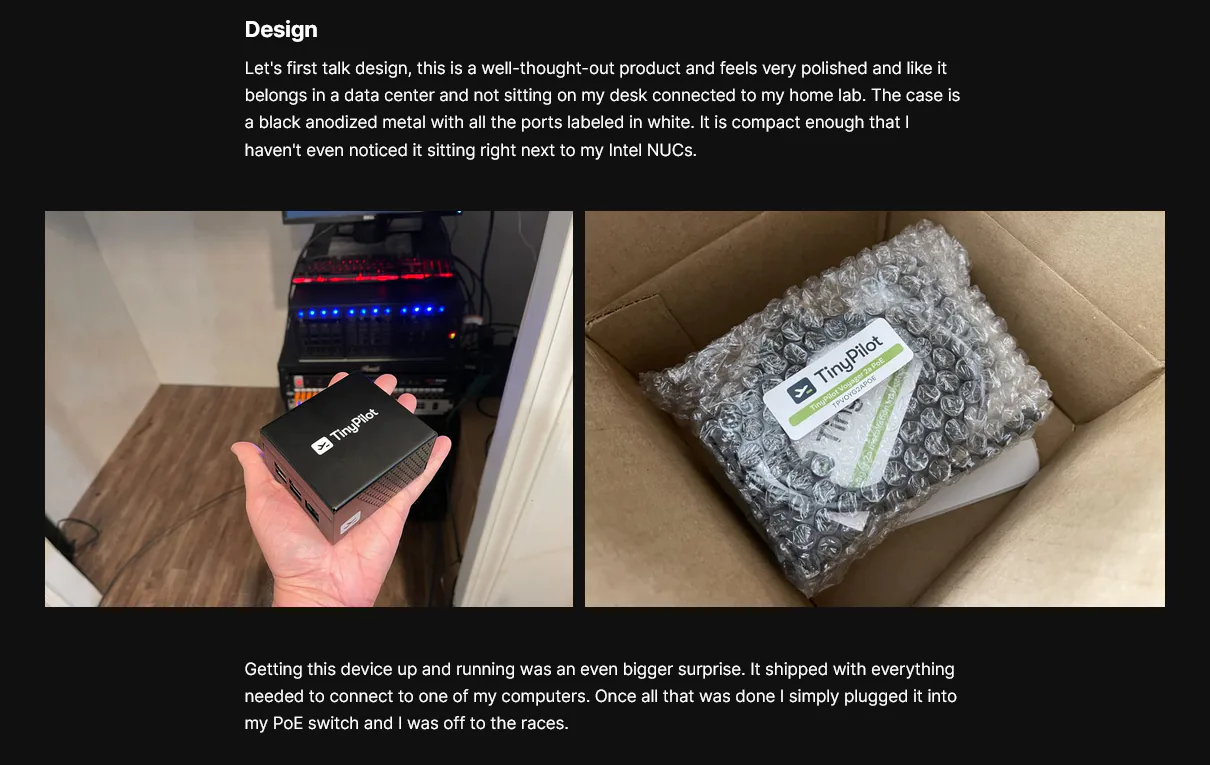 Design
Let's first talk design, this is a well-thought-out product and feels very polished and like it
belongs in a data center and not sitting on my desk connected to my home lab. The case is
a black anodized metal with all the ports labeled in white. It is compact enough that I
haven't even noticed it sitting right next to my Intel NUCs.
TinyPilot
TinyPilot
TinyPilot Voyager 2a PoE
TPVOYG2APOE
Getting this device up and running was an even bigger surprise. It shipped with everything
needed to connect to one of my computers. Once all that was done I simply plugged it into
my PoE switch and I was off to the races.